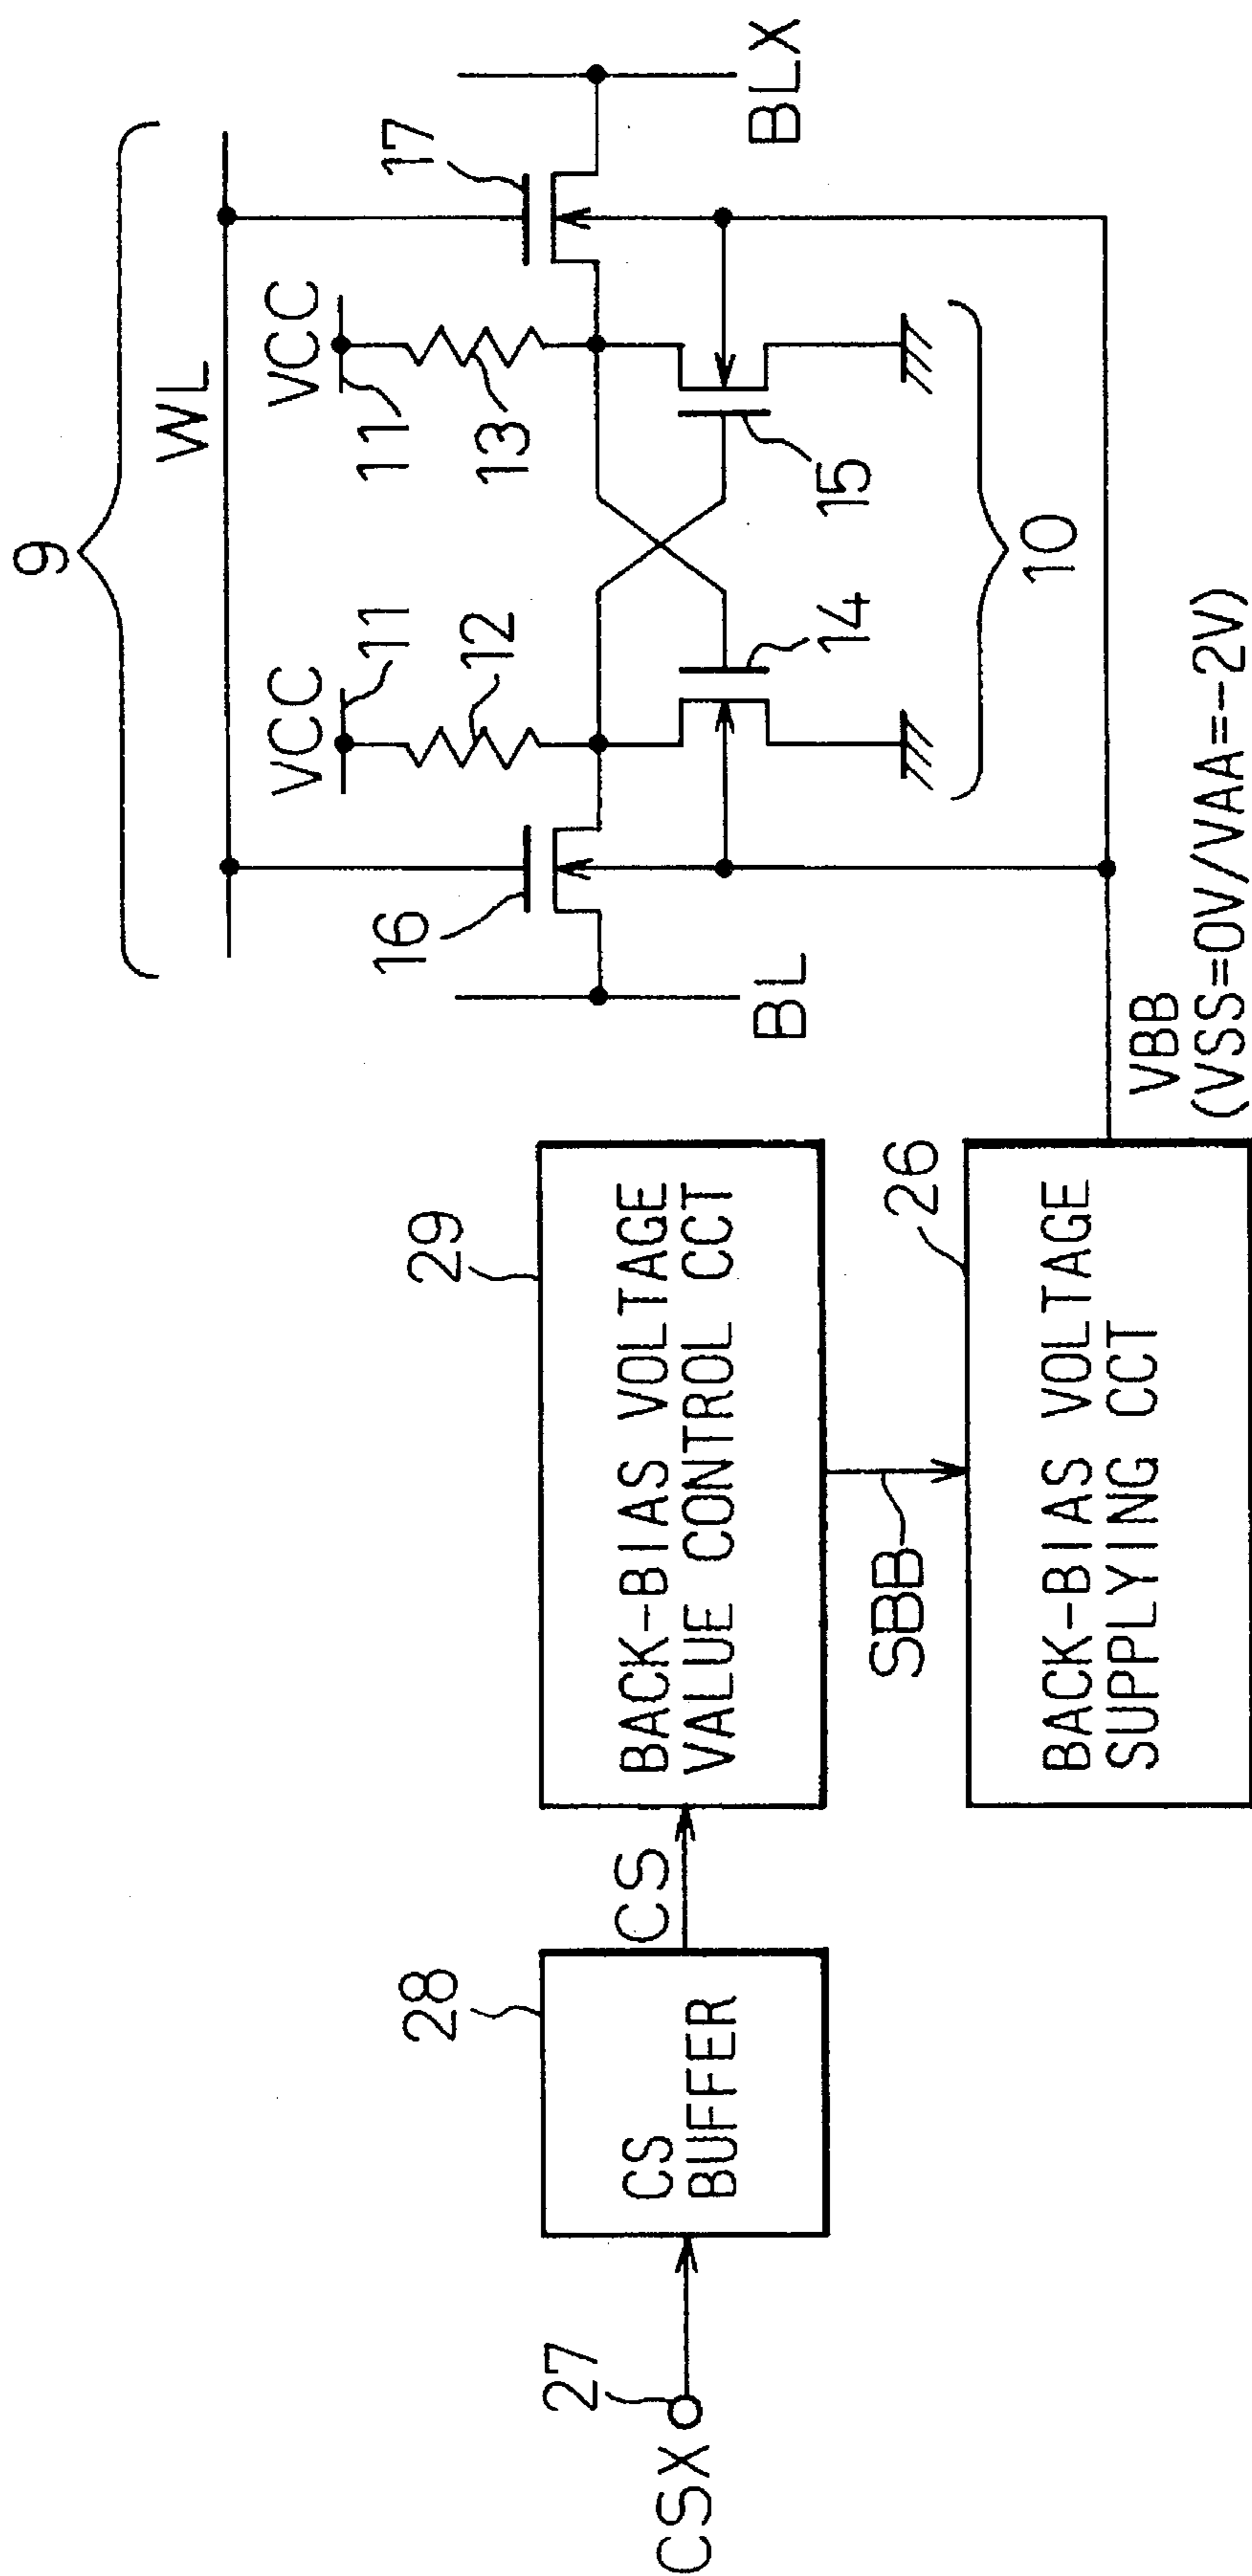 9
WL
VCC
11
12
VCC
11
13
16
17
BL
BLX
14
15
10
CSX
27
28
CS
BUFFER
CS
29
BACK-BIAS VOLTAGE
VALUE CONTROL CCT
SBB
26
BACK-BIAS VOLTAGE
SUPPLYING CCT
VBB
(VSS=0V/VAA=-2V)